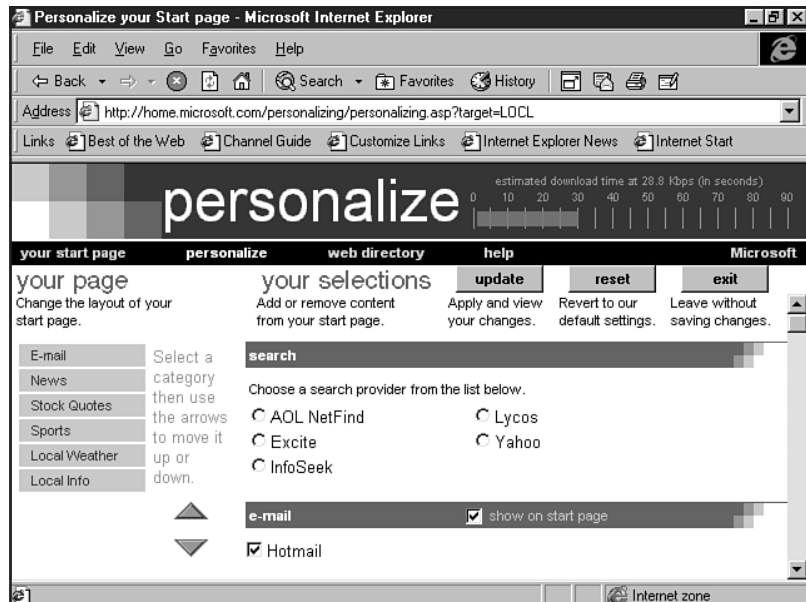 Personalize your Start page - Microsoft Internet Explorer
File Edit View Go Favorites Help
Back Search Favorites History
Address http://home.microsoft.com/personalizing/personalizing.asp?target=LOCL
Links Best of the Web Channel Guide Customize Links Internet Explorer News Internet Start
estimated download time at 28.8 Kbps (in seconds)
personalize
0 10 20 30 40 50 60 70 80 90
your start page personalize web directory help Microsoft
your page
Change the layout of your
start page.
your selections
Add or remove content
from your start page.
update
Apply and view
your changes.
reset
Revert to our
default settings.
exit
Leave without
saving changes.
E-mail
News
Stock Quotes
Sports
Local Weather
Local Info
Select a
category
then use
the arrows
to move it
up or
down.
search
Choose a search provider from the list below.
AOL NetFind Lycos
Excite Yahoo
InfoSeek
e-mail show on start page
Hotmail
Internet zone